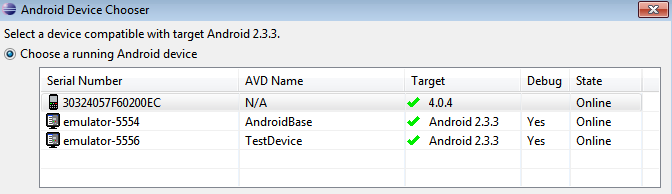 Android Device Chooser
Select a device compatible with target Android 2.3.3.
Choose a running Android device
Serial Number AVD Name Target Debug State
30324057F60200EC N/A 4.0.4 Online
emulator-5554 AndroidBase Android 2.3.3 Yes Online
emulator-5556 TestDevice Android 2.3.3 Yes Online